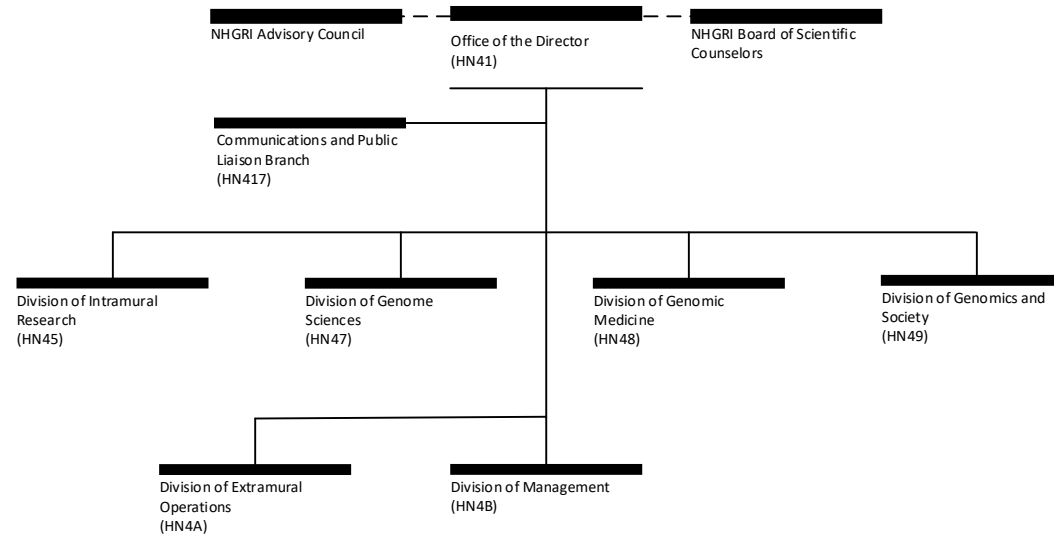 NHGRI Advisory Council
Office of the Director
(HN41)
NHGRI Board of Scientific
Counselors
Communications and Public
Liaison Branch
(HN417)
Division of Intramural
Research
(HN45)
Division of Genome
Sciences
(HN47)
Division of Genomic
Medicine
(HN48)
Division of Genomics and
Society
(HN49)
Division of Extramural
Operations
(HN4A)
Division of Management
(HN4B)